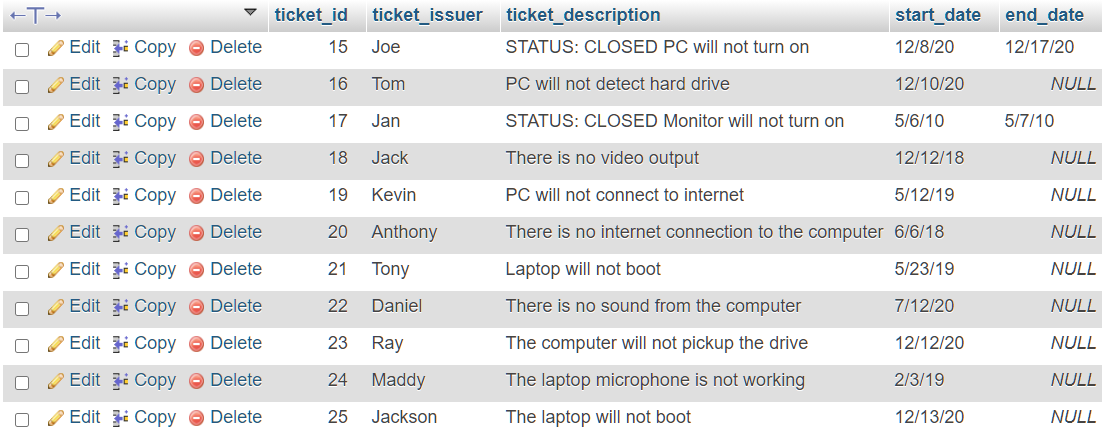 ←T→ ticket_id ticket_issuer ticket_description start_date end_date
Edit Copy Delete 15 Joe STATUS: CLOSED PC will not turn on 12/8/20 12/17/20
Edit Copy Delete 16 Tom PC will not detect hard drive 12/10/20 NULL
Edit Copy Delete 17 Jan STATUS: CLOSED Monitor will not turn on 5/6/10 5/7/10
Edit Copy Delete 18 Jack There is no video output 12/12/18 NULL
Edit Copy Delete 19 Kevin PC will not connect to internet 5/12/19 NULL
Edit Copy Delete 20 Anthony There is no internet connection to the computer 6/6/18 NULL
Edit Copy Delete 21 Tony Laptop will not boot 5/23/19 NULL
Edit Copy Delete 22 Daniel There is no sound from the computer 7/12/20 NULL
Edit Copy Delete 23 Ray The computer will not pickup the drive 12/12/20 NULL
Edit Copy Delete 24 Maddy The laptop microphone is not working 2/3/19 NULL
Edit Copy Delete 25 Jackson The laptop will not boot 12/13/20 NULL